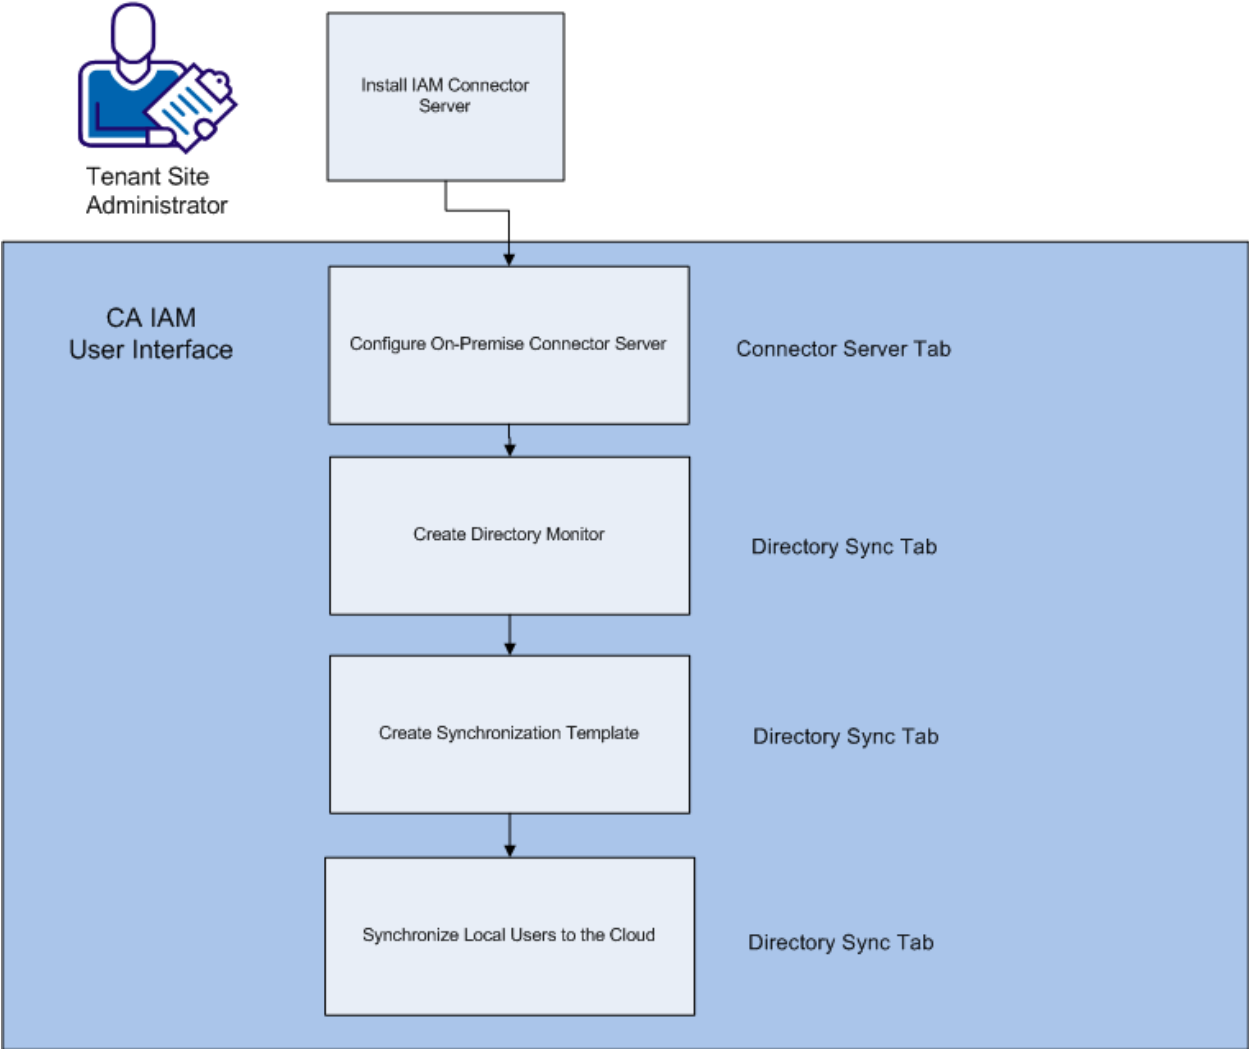 Install IAM Connector
Server
Tenant Site
Administrator
CA IAM
User Interface
Configure On-Premise Connector Server
Connector Server Tab
Create Directory Monitor
Directory Sync Tab
Create Synchronization Template
Directory Sync Tab
Synchronize Local Users to the Cloud
Directory Sync Tab